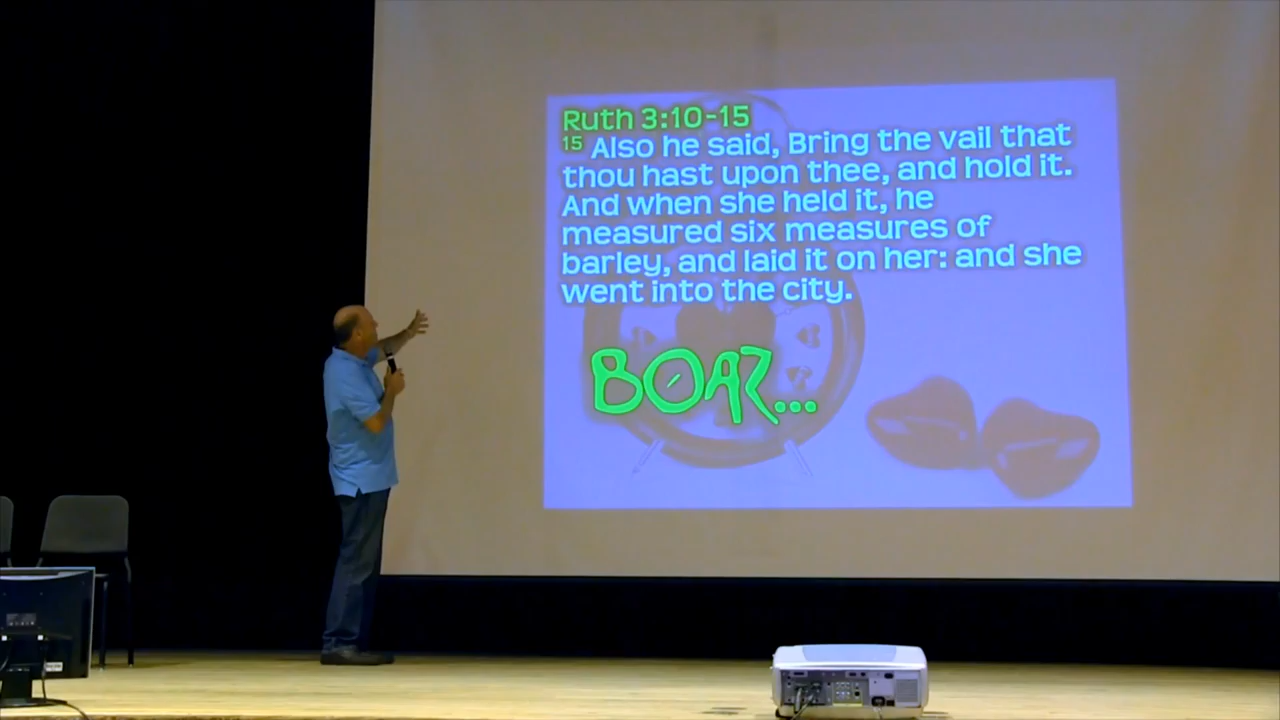 Ruth 3:10-15
15 Also he said, Bring the vail that
thou hast upon thee, and hold it.
And when she held it, he
measured six measures of
barley, and laid it on her: and she
went into the city.
BOAZ...